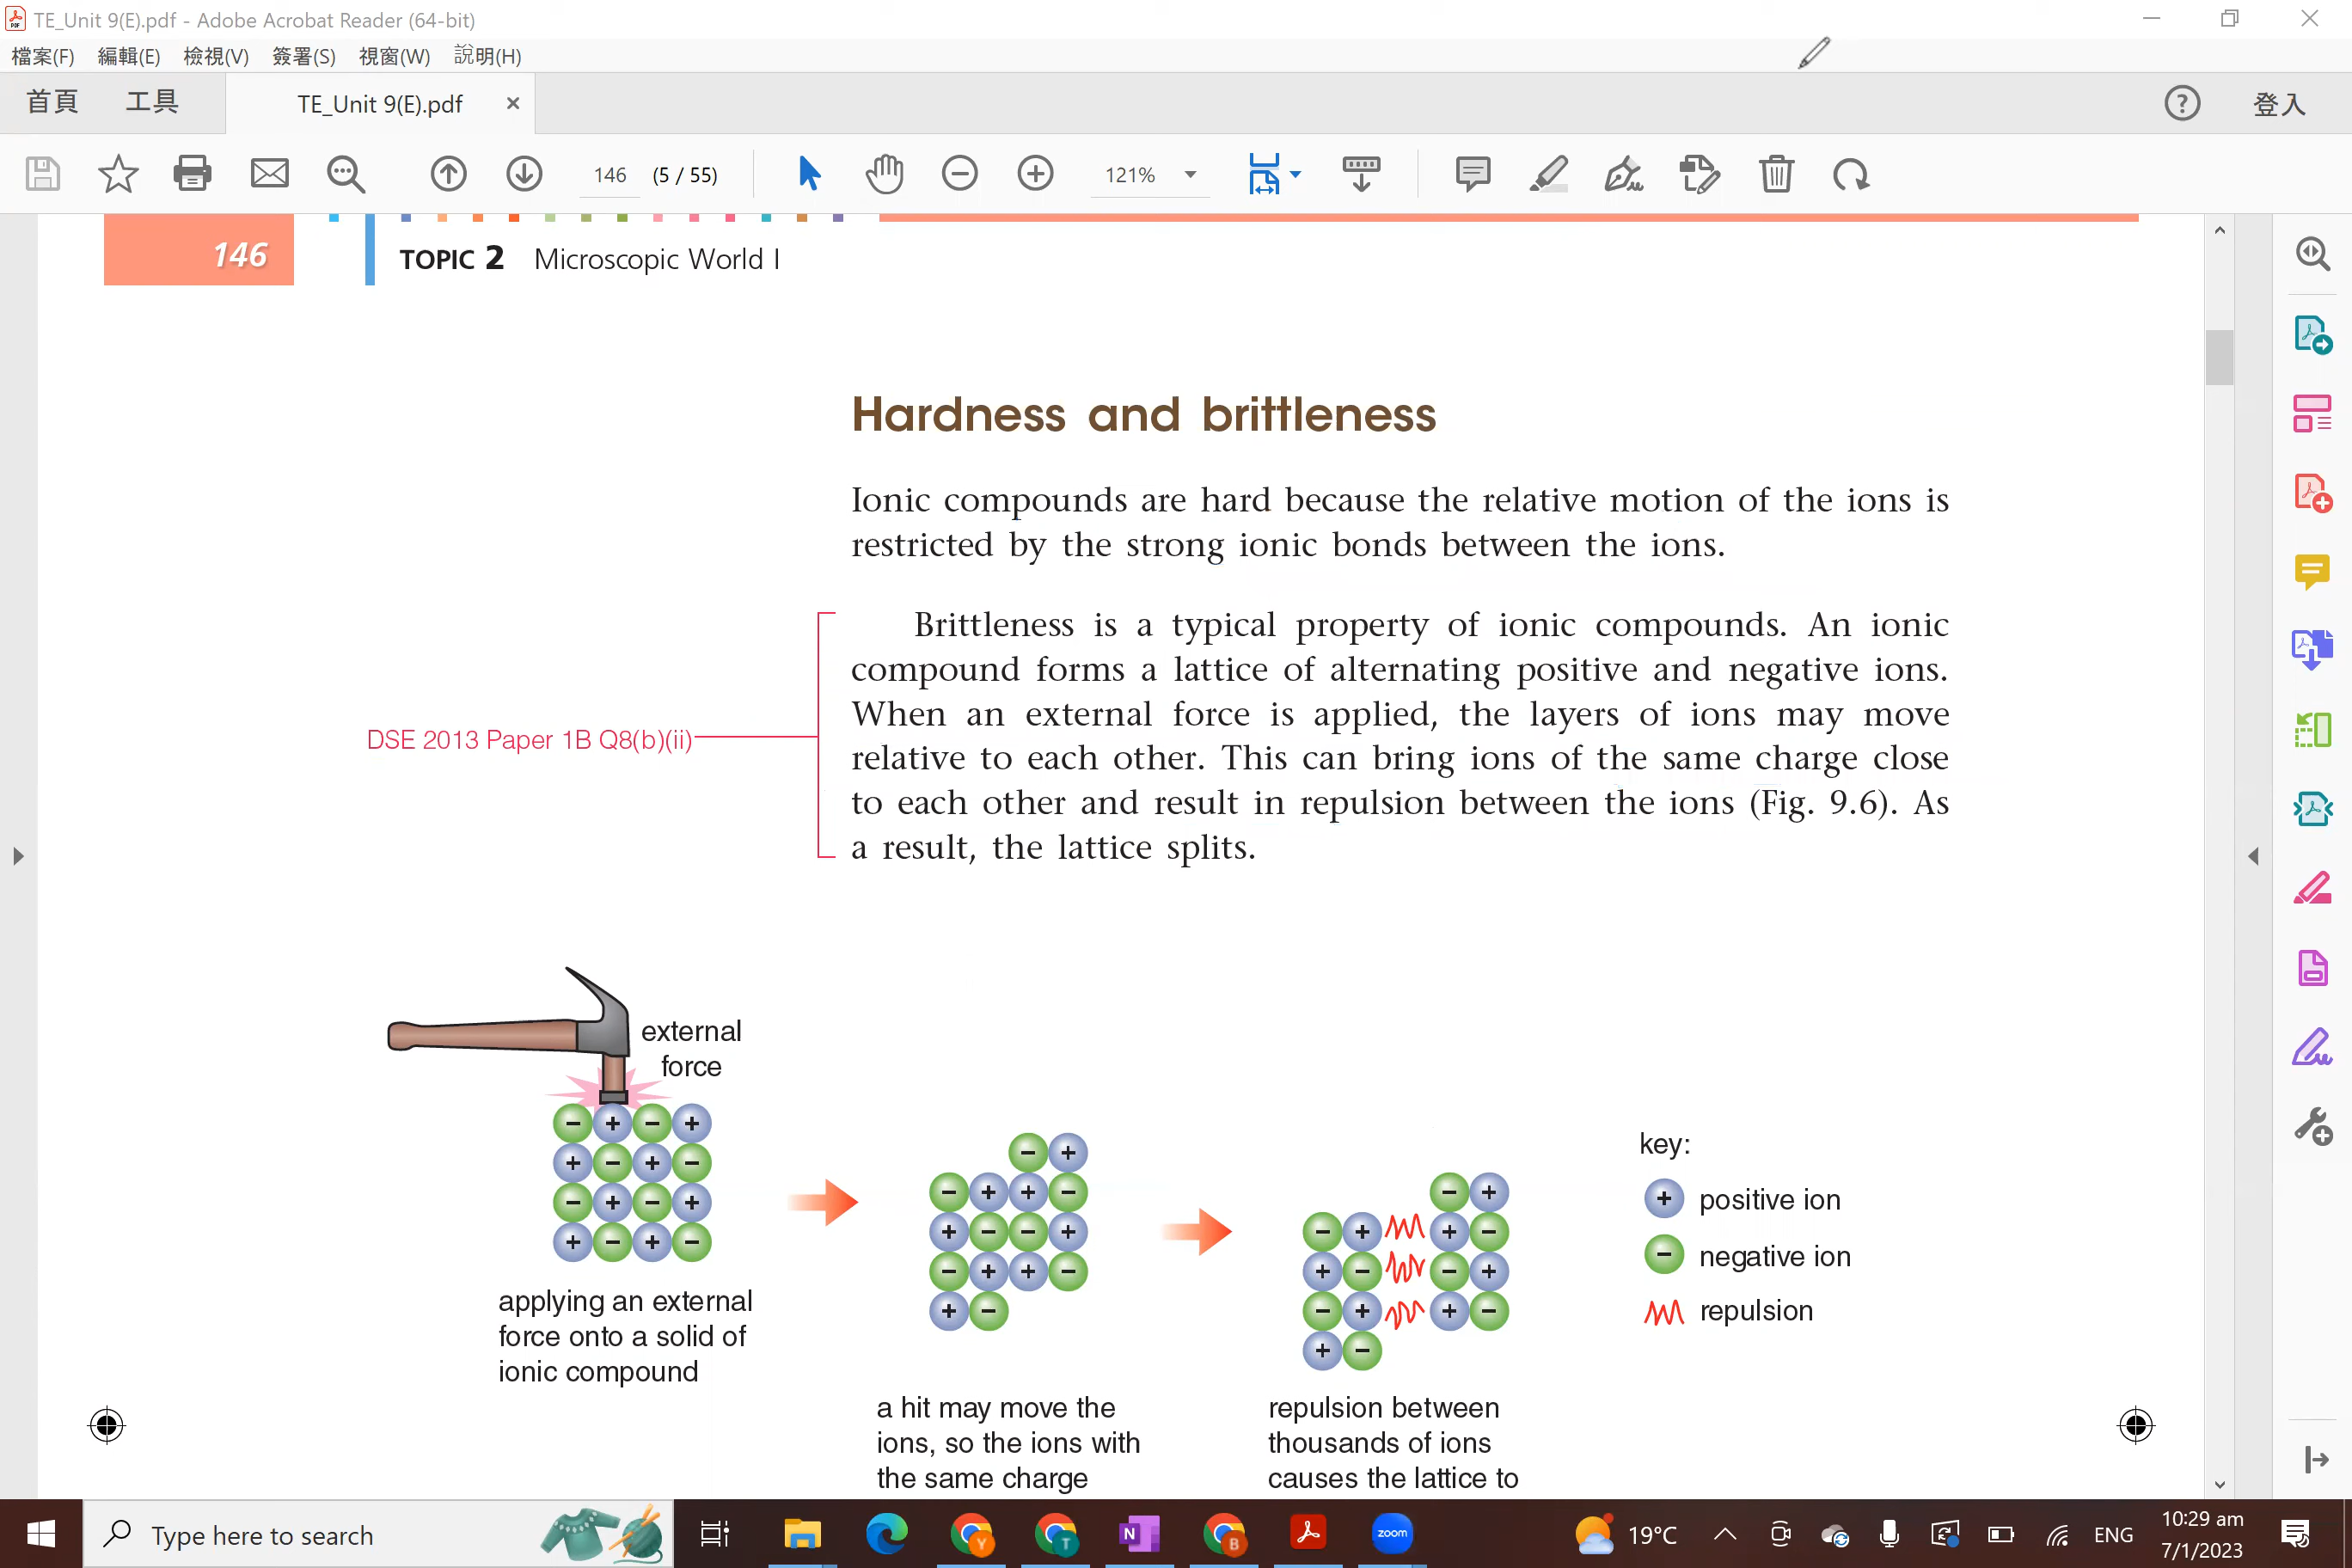 TE_Unit 9(E).pdf - Adobe Acrobat Reader (64-bit)
檔案(F) 編輯(E) 檢視(V) 簽署(S) 視窗(W) 說明(H)
首頁 工具 TE_Unit 9(E).pdf × ? 登入
146 (5 / 55) 121%
146 TOPIC 2 Microscopic World I
Hardness and brittleness
Ionic compounds are hard because the relative motion of the ions is
restricted by the strong ionic bonds between the ions.
Brittleness is a typical property of ionic compounds. An ionic
compound forms a lattice of alternating positive and negative ions.
When an external force is applied, the layers of ions may move
relative to each other. This can bring ions of the same charge close
to each other and result in repulsion between the ions (Fig. 9.6). As
a result, the lattice splits.
DSE 2013 Paper 1B Q8(b)(ii)
external
force
− + − +
+ − + −
− + − +
+ − + −
applying an external
force onto a solid of
ionic compound
− +
− + + −
+ − − +
− + + −
+ −
a hit may move the
ions, so the ions with
the same charge
− +
− + + −
+ − − +
− + + −
+ −
repulsion between
thousands of ions
causes the lattice to
key:
+ positive ion
− negative ion
repulsion
Type here to search
Y T N B zoom
19°C
ENG
10:29 am
7/1/2023